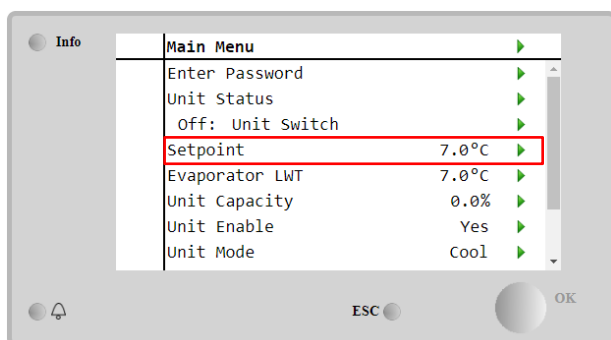 Info
Main Menu
Enter Password
Unit Status
Off: Unit Switch
Setpoint 7.0°C
Evaporator LWT 7.0°C
Unit Capacity 0.0%
Unit Enable Yes
Unit Mode Cool
ESC
OK